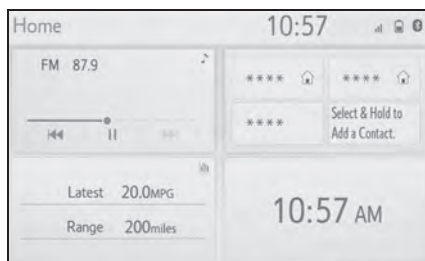 Home 10:57
FM 87.9
**** ****
****
Select & Hold to
Add a Contact.
Latest 20.0MPG
Range 200miles
10:57 AM